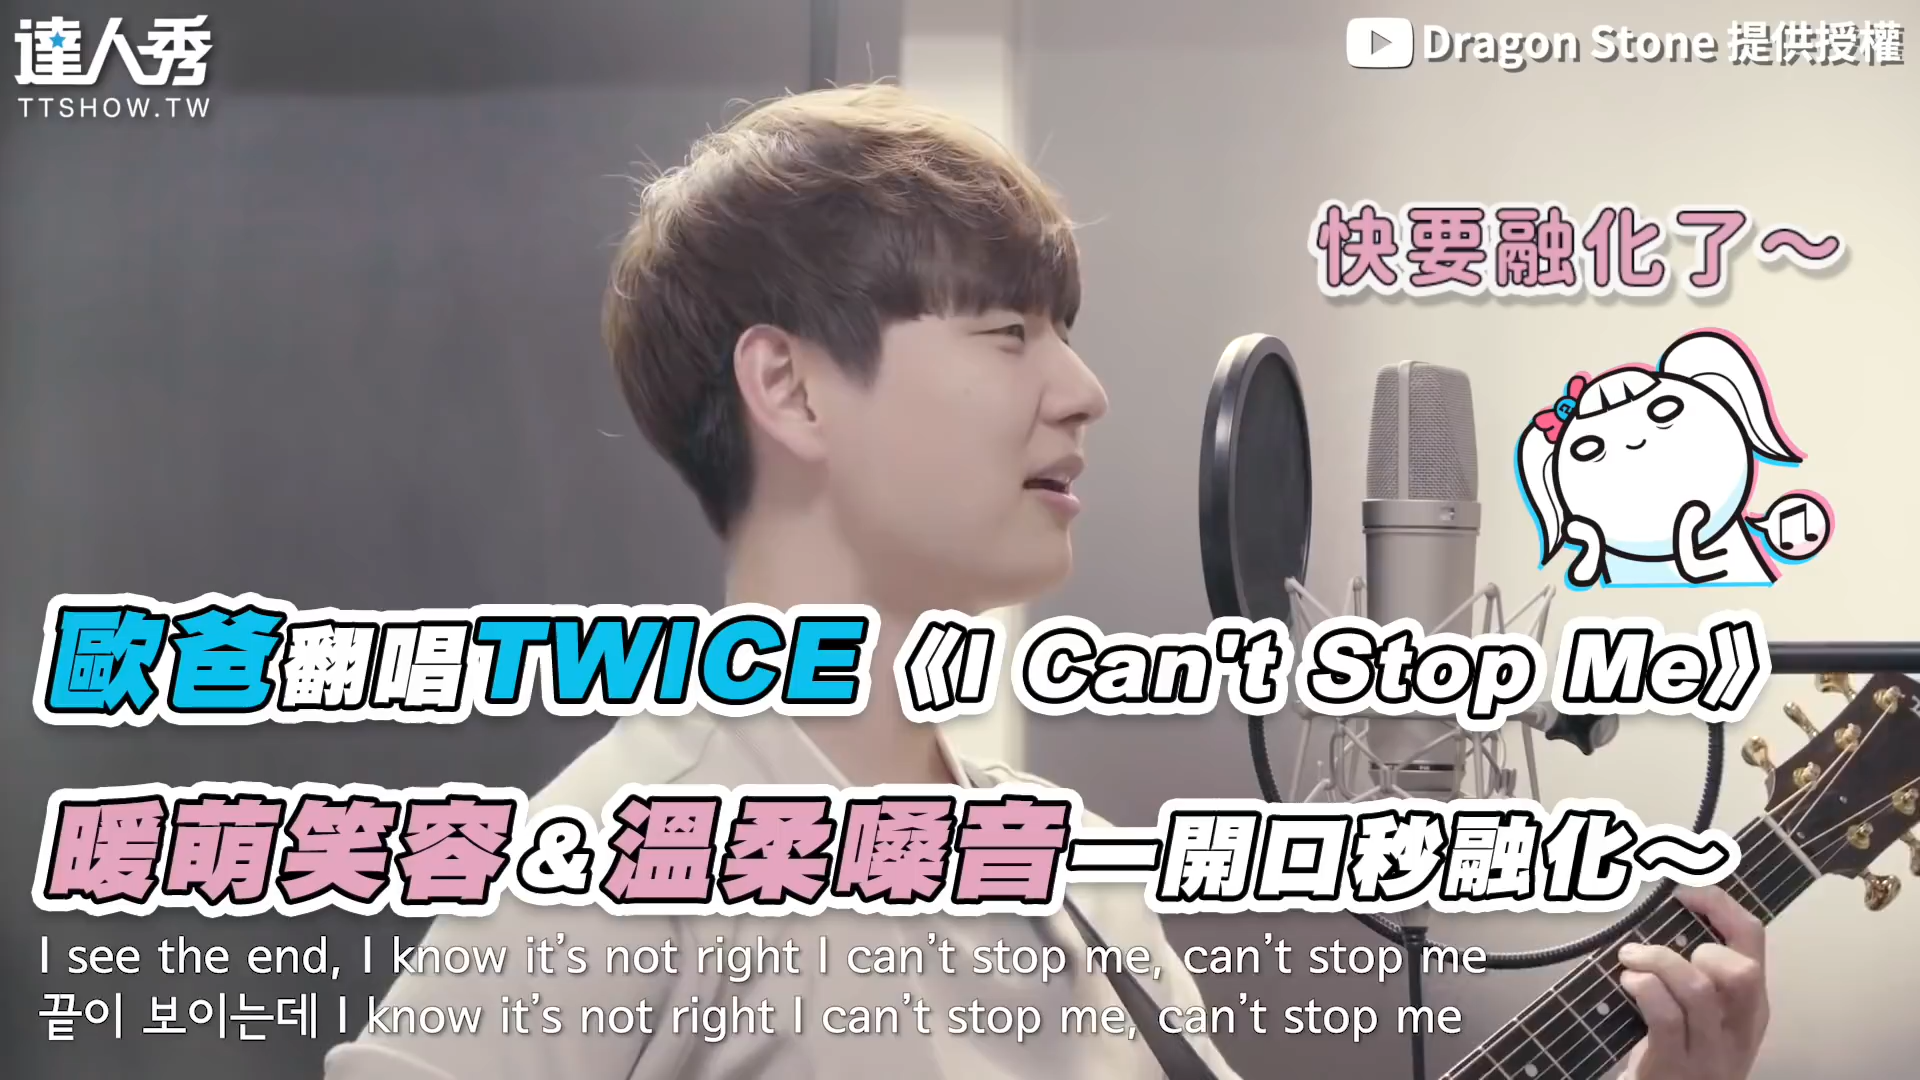 達人秀
TTSHOW.TW
Dragon Stone 提供授權
快要融化了～
歐爸翻唱TWICE《I Can't Stop Me》
暖萌笑容&溫柔嗓音一開口秒融化～
I see the end, I know it’s not right I can’t stop me, can’t stop me
끝이 보이는데 I know it’s not right I can’t stop me, can’t stop me